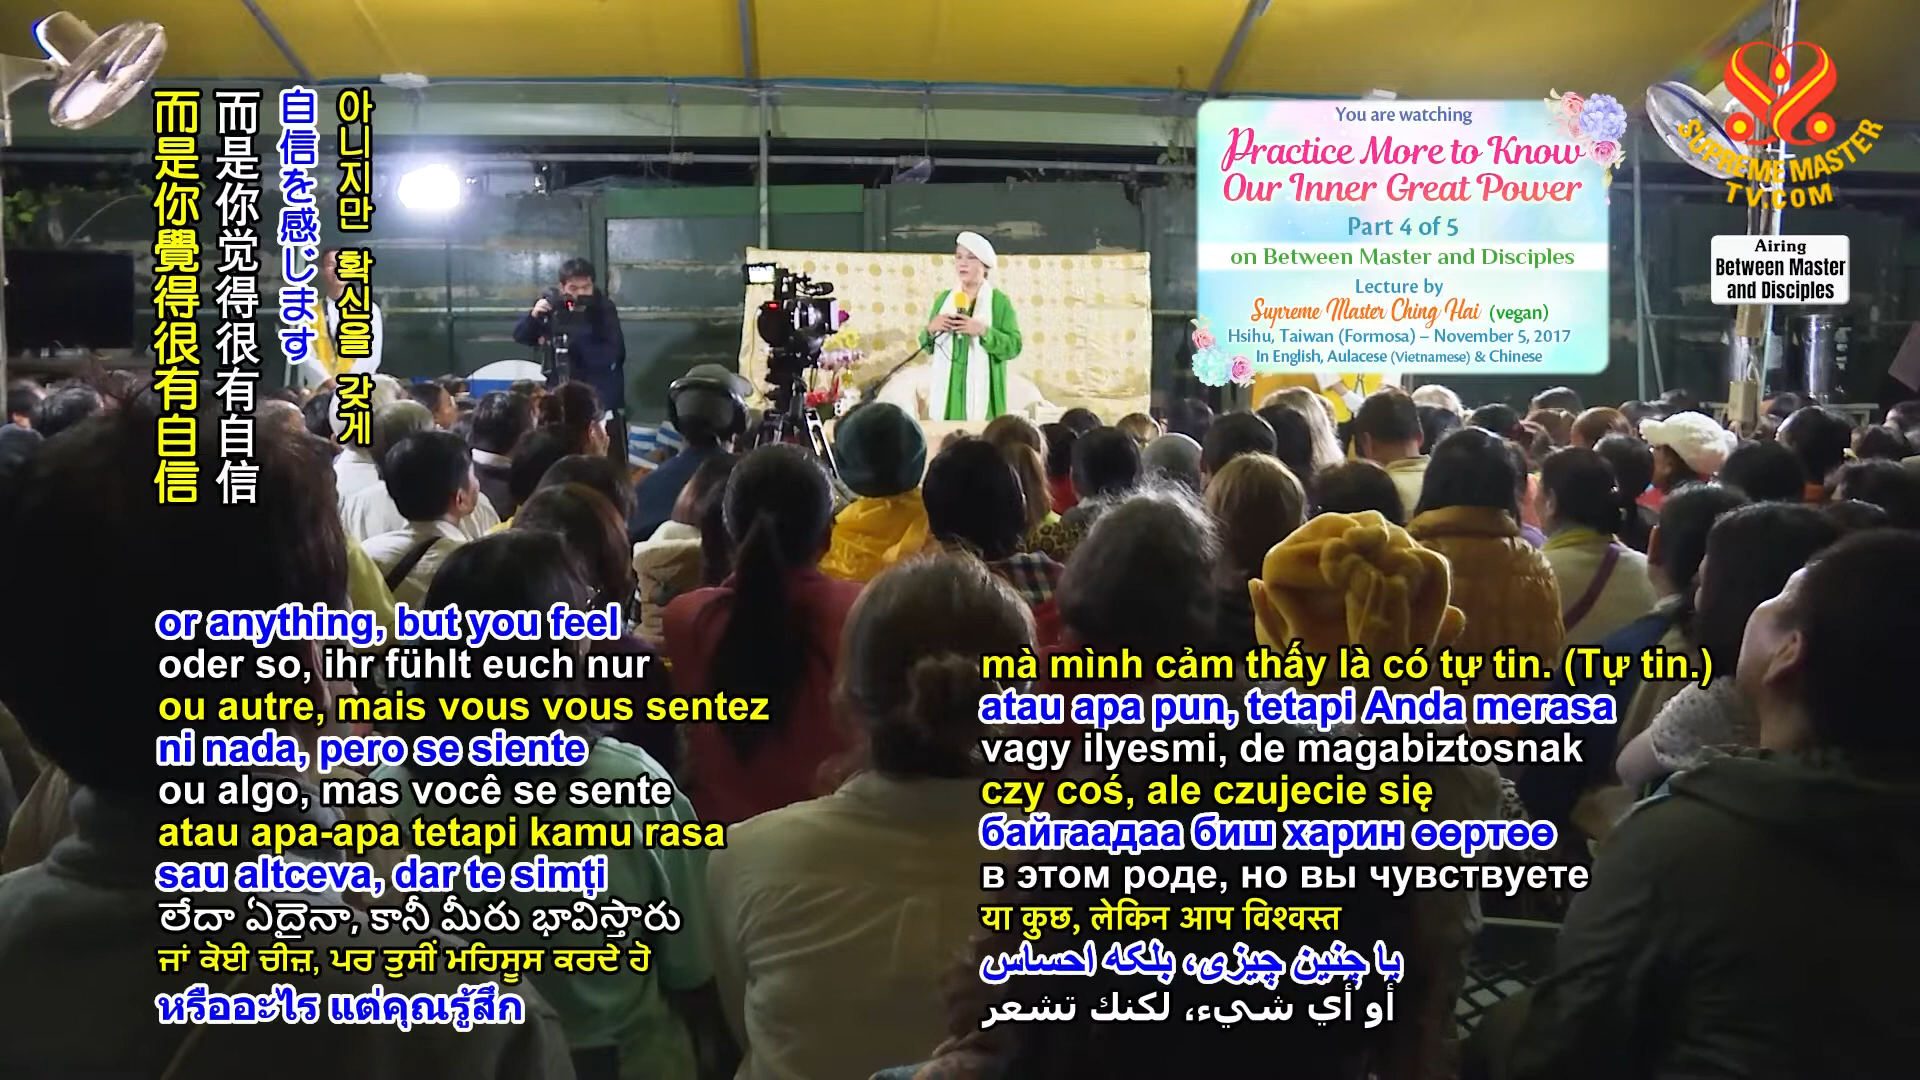 아니지만 확신을 갖게
自信を感じます
而是你觉得很有自信
而是你覺得很有自信
You are watching
Practice More to Know
Our Inner Great Power
Part 4 of 5
on Between Master and Disciples
Lecture by
Supreme Master Ching Hai (vegan)
Hsihu, Taiwan (Formosa) – November 5, 2017
In English, Aulacese (Vietnamese) & Chinese
SUPREME MASTER
TV.COM
Airing
Between Master
and Disciples
or anything, but you feel
oder so, ihr fühlt euch nur
ou autre, mais vous vous sentez
ni nada, pero se siente
ou algo, mas você se sente
atau apa-apa tetapi kamu rasa
sau altceva, dar te simți
లేదా ఏదైనా, కానీ మీరు భావిస్తారు
ਜਾਂ ਕੋਈ ਚੀਜ਼, ਪਰ ਤੁਸੀਂ ਮਹਿਸੂਸ ਕਰਦੇ ਹੋ
หรืออะไร แต่คุณรู้สึก
mà mình cảm thấy là có tự tin. (Tự tin.)
atau apa pun, tetapi Anda merasa
vagy ilyesmi, de magabiztosnak
czy coś, ale czujecie się
байгаадаа биш харин өөртөө
в этом роде, но вы чувствуете
या कुछ, लेकिन आप विश्वस्त
یا چنین چیزی، بلکه احساس
أو أي شيء، لكنك تشعر